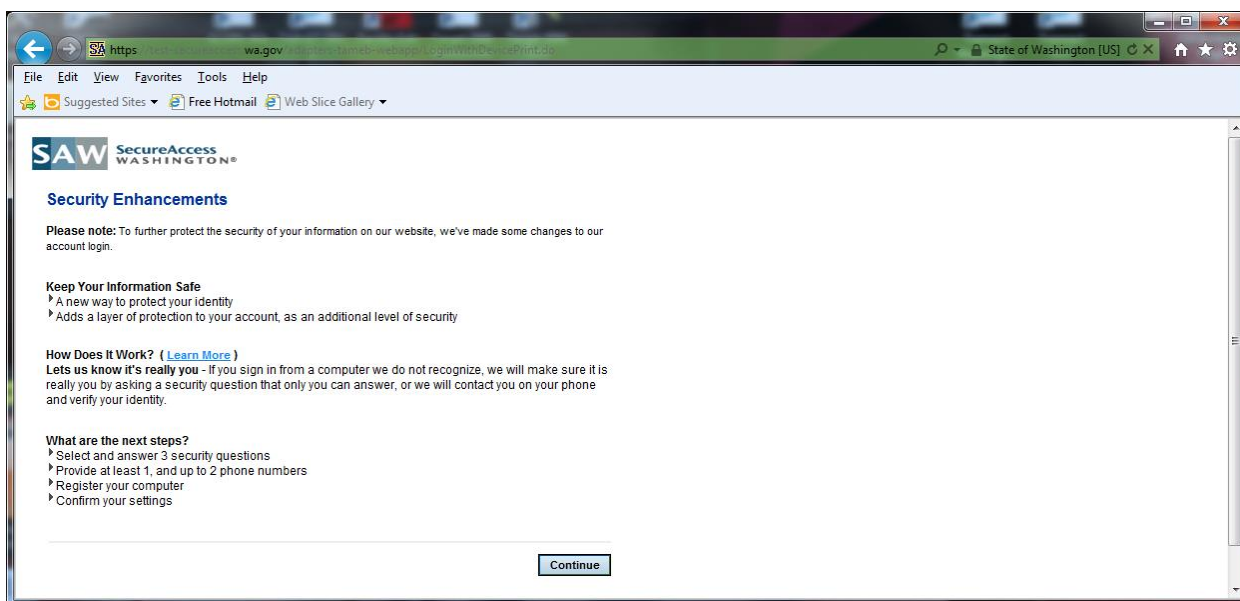 https wa.gov
State of Washington [US]
File Edit View Favorites Tools Help
Suggested Sites Free Hotmail Web Slice Gallery
SAW SecureAccess
WASHINGTON®
Security Enhancements
Please note: To further protect the security of your information on our website, we've made some changes to our
account login.
Keep Your Information Safe
A new way to protect your identity
Adds a layer of protection to your account, as an additional level of security
How Does It Work? ( Learn More )
Lets us know it's really you - If you sign in from a computer we do not recognize, we will make sure it is
really you by asking a security question that only you can answer, or we will contact you on your phone
and verify your identity.
What are the next steps?
Select and answer 3 security questions
Provide at least 1, and up to 2 phone numbers
Register your computer
Confirm your settings
Continue